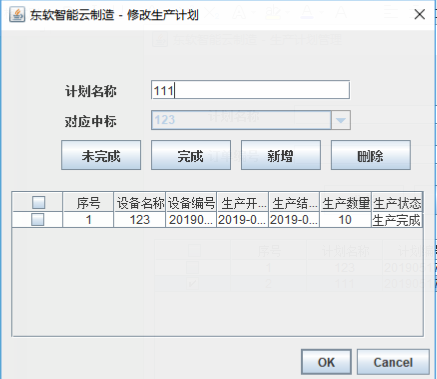 东软智能云制造 - 修改生产计划
计划名称 111
对应中标 123
未完成 完成 新增 删除
序号 设备名称 设备编号 生产开... 生产结... 生产数量 生产状态
1 123 20190... 2019-0... 2019-0... 10 生产完成
OK Cancel